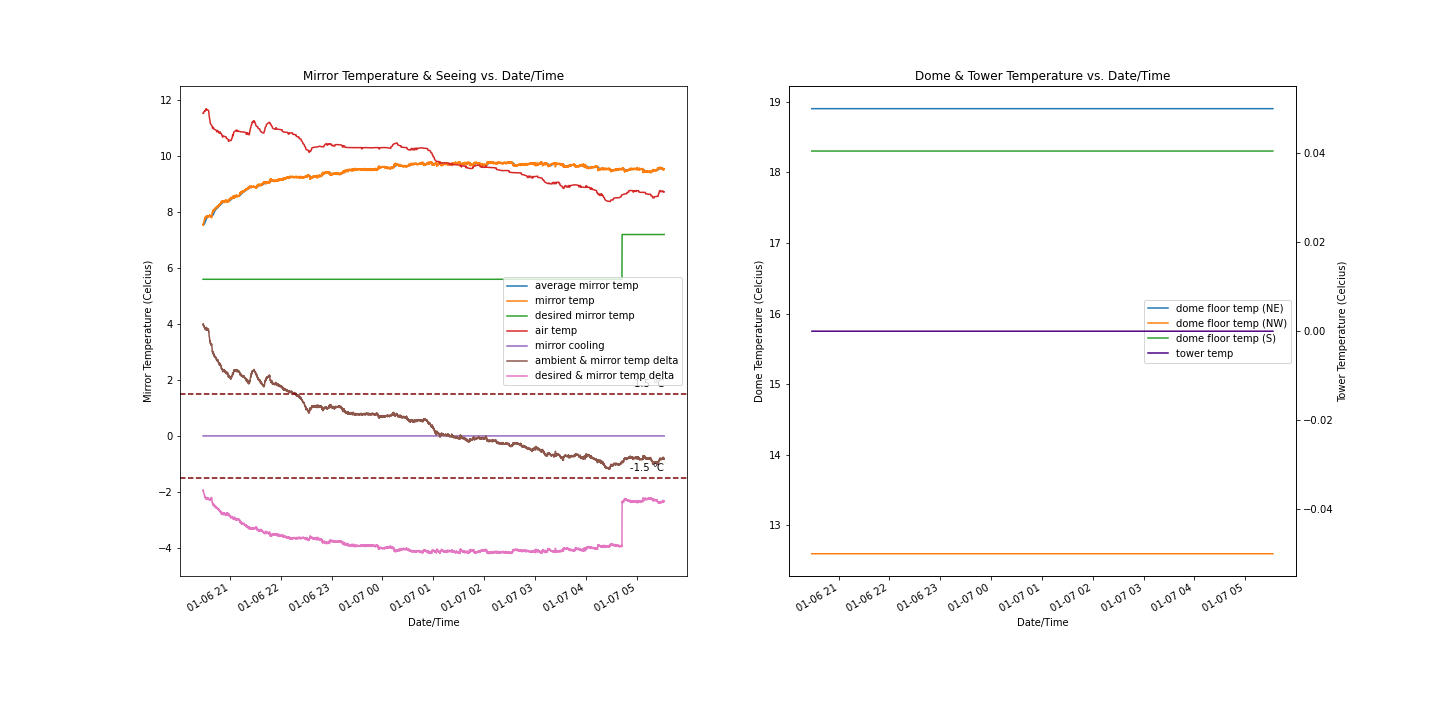 Mirror Temperature & Seeing vs. Date/Time
Mirror Temperature (Celcius)
12
10
8
6
4
2
0
−2
−4
average mirror temp
mirror temp
desired mirror temp
air temp
mirror cooling
ambient & mirror temp delta
desired & mirror temp delta
1.5 °C
-1.5 °C
01-06 21
01-06 22
01-06 23
01-07 00
01-07 01
01-07 02
01-07 03
01-07 04
01-07 05
Date/Time
Dome & Tower Temperature vs. Date/Time
Dome Temperature (Celcius)
19
18
17
16
15
14
13
dome floor temp (NE)
dome floor temp (NW)
dome floor temp (S)
tower temp
0.04
0.02
0.00
−0.02
−0.04
Tower Temperature (Celcius)
01-06 21
01-06 22
01-06 23
01-07 00
01-07 01
01-07 02
01-07 03
01-07 04
01-07 05
Date/Time